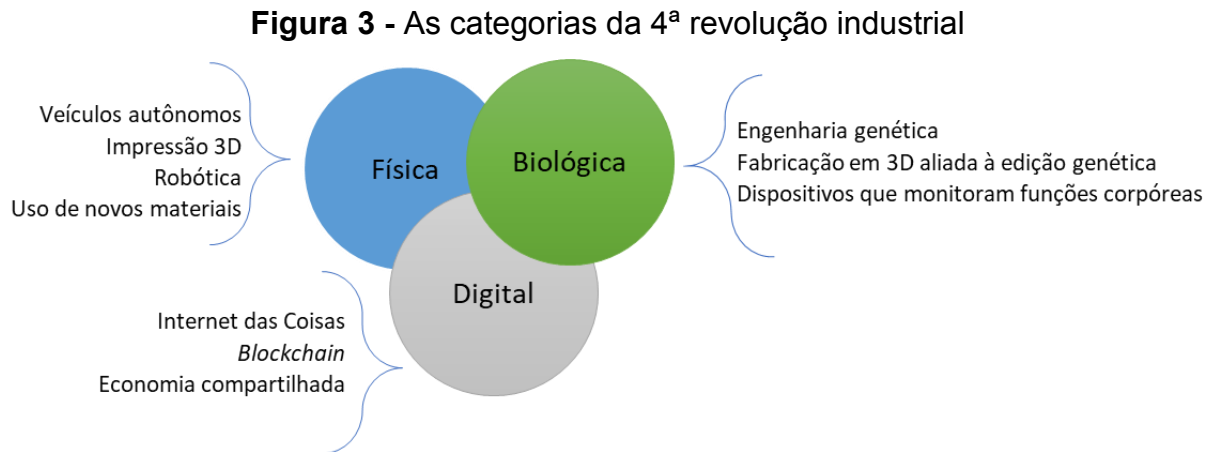 Figura 3 - As categorias da 4ª revolução industrial
Veículos autônomos
Impressão 3D
Robótica
Uso de novos materiais
Física
Biológica
Engenharia genética
Fabricação em 3D aliada à edição genética
Dispositivos que monitoram funções corpóreas
Digital
Internet das Coisas
Blockchain
Economia compartilhada